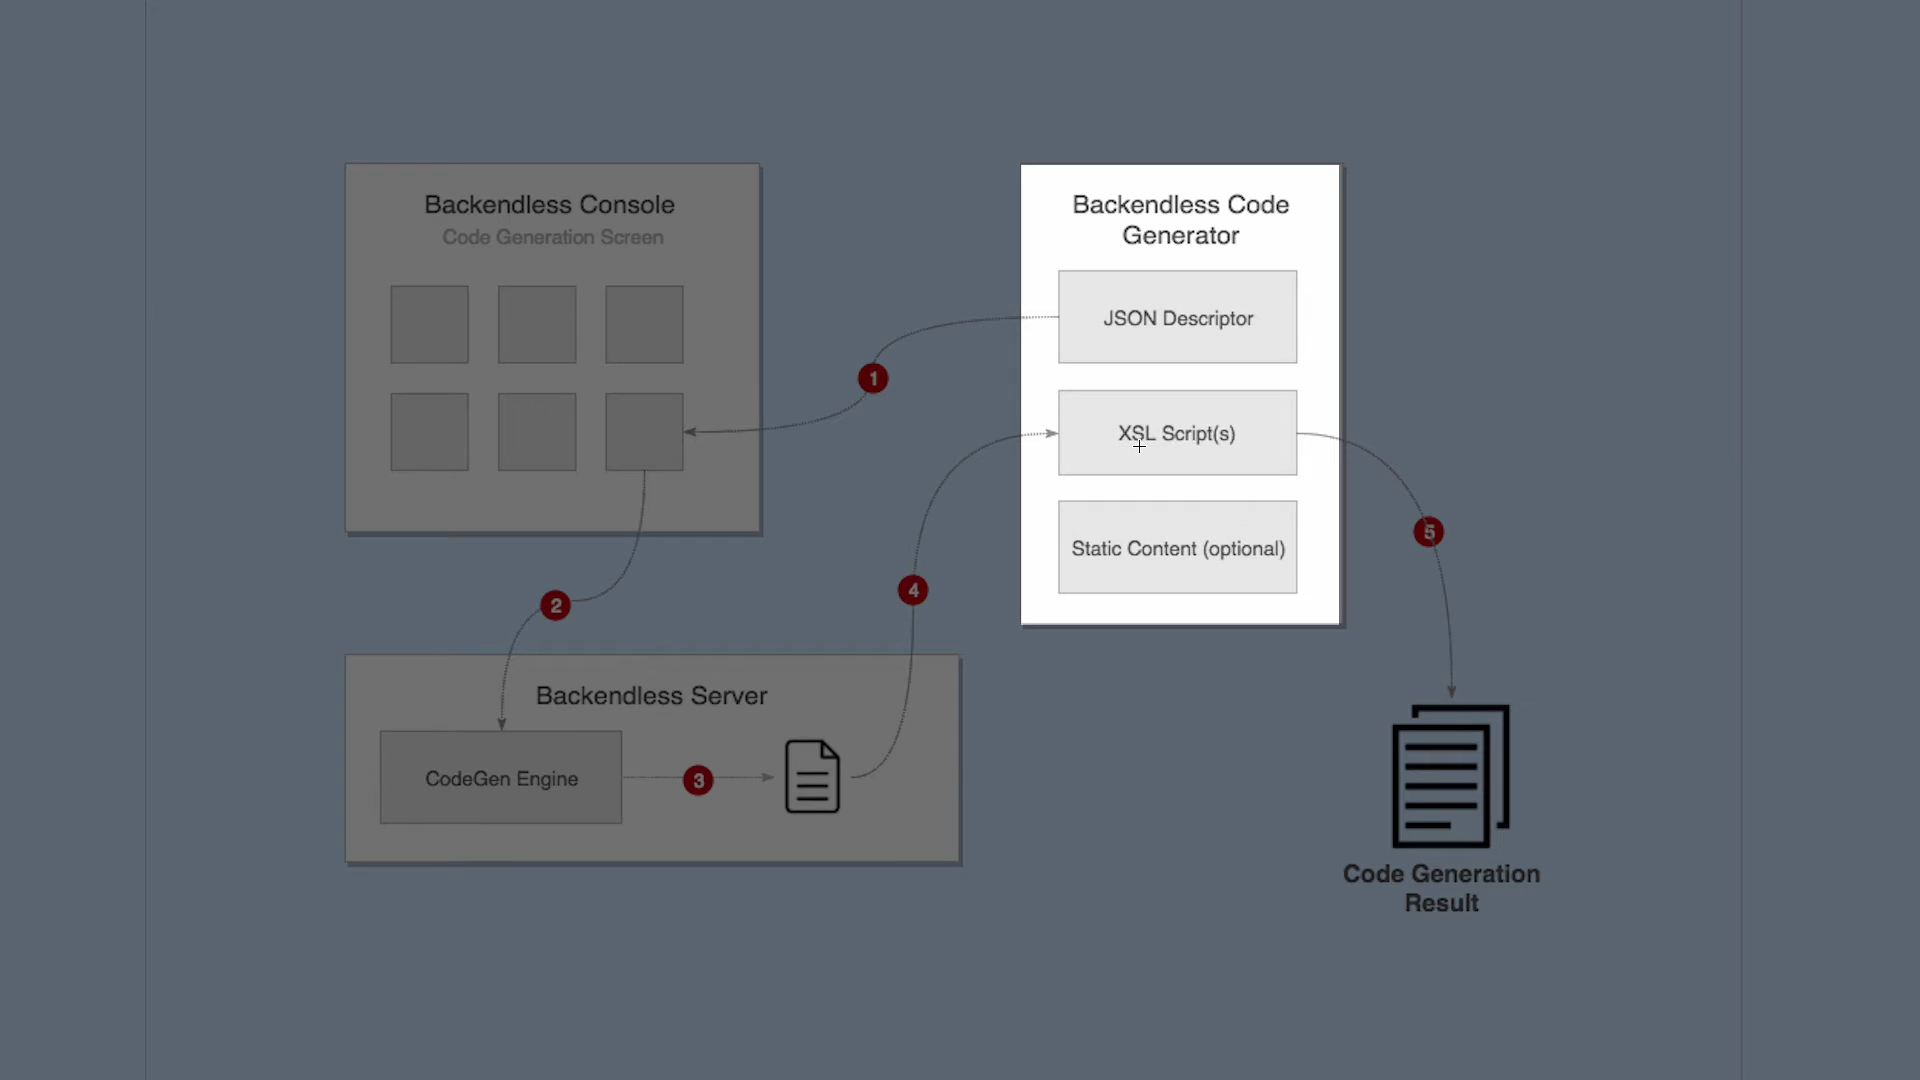 Backendless Console
Code Generation Screen
Backendless Code
Generator
JSON Descriptor
1
XSL Script(s)
5
Static Content (optional)
2
4
Backendless Server
CodeGen Engine
3
Code Generation
Result